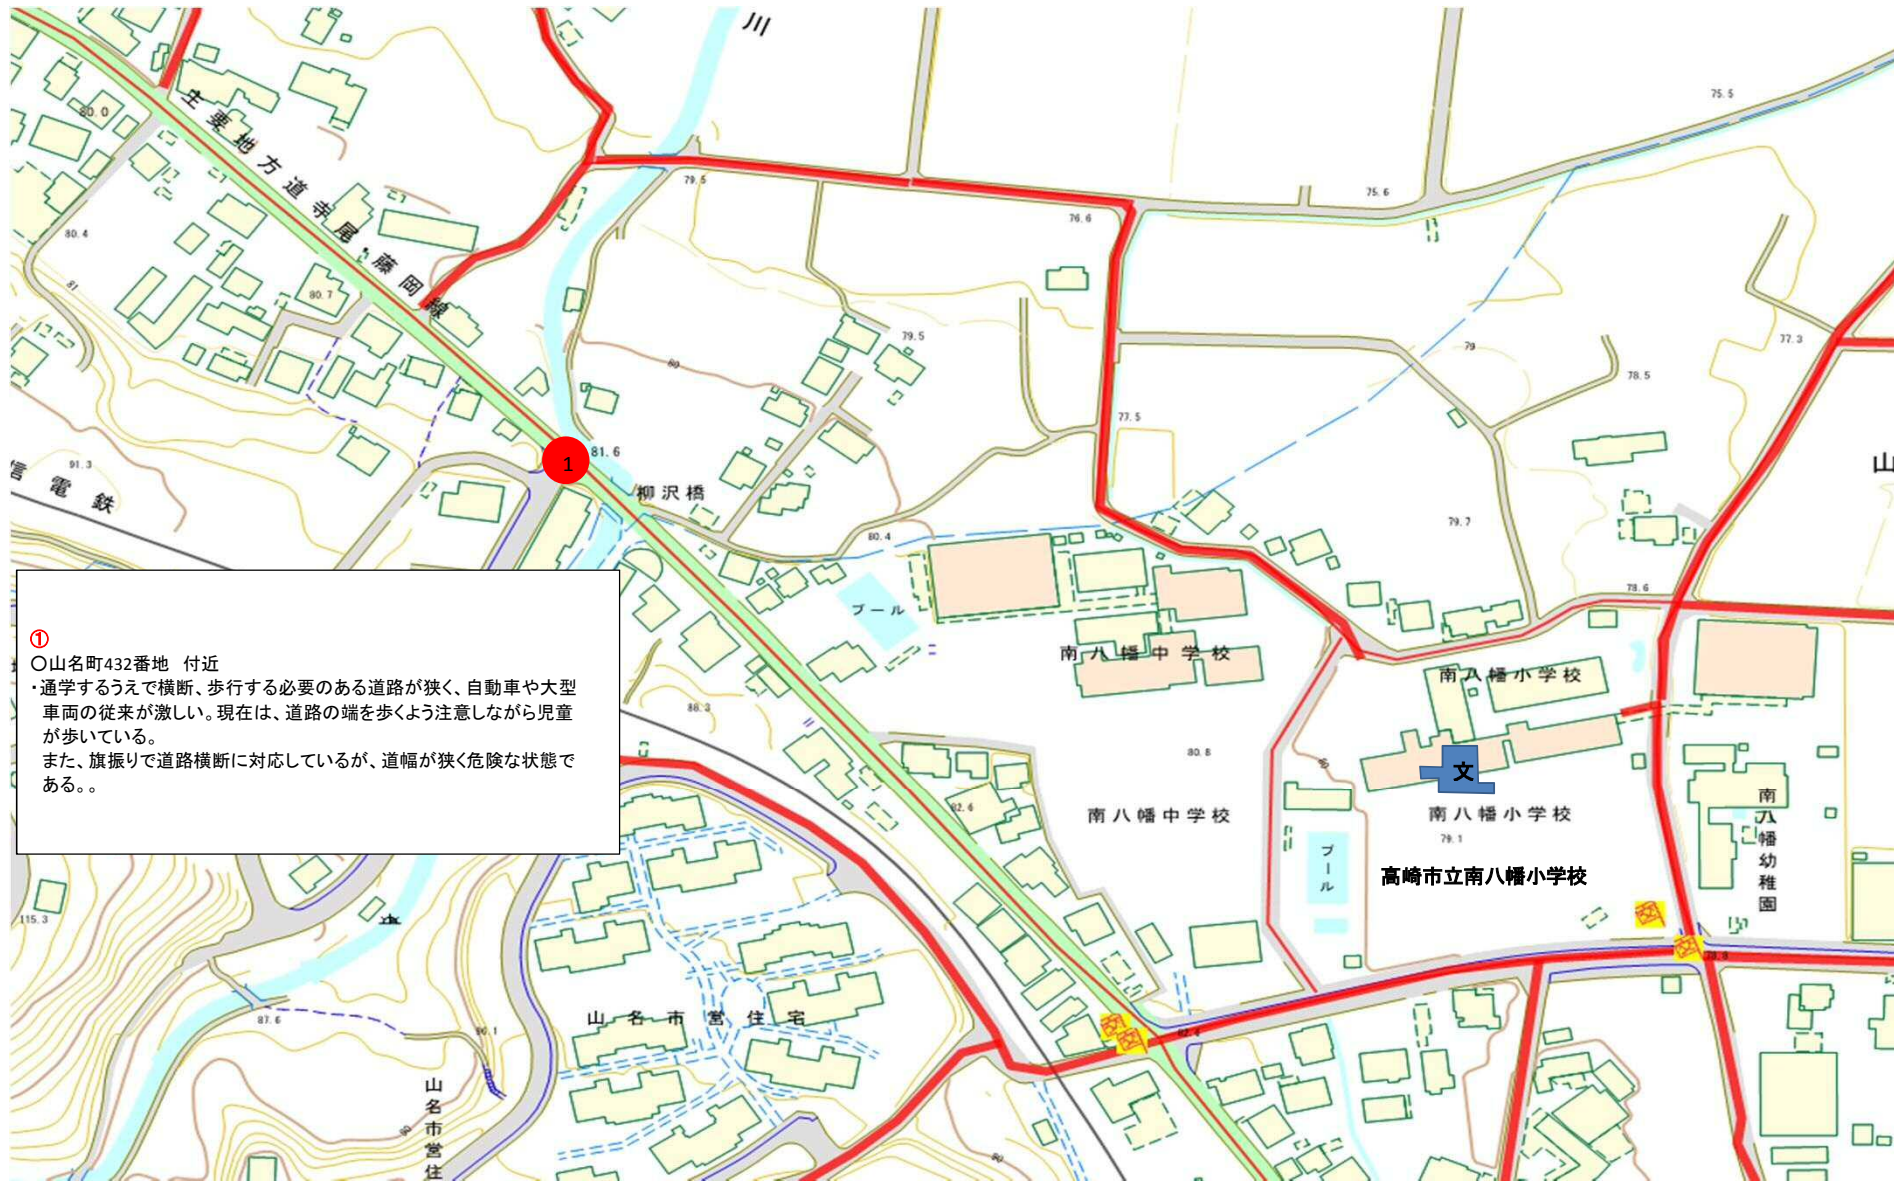 川
75.5
80.0
主要地方道寺尾・藤岡線
79.5
75.6
76.6
80.4
81
80.7
79.5
77.3
80
79
78.5
77.5
1
81.6
91.3
信電鉄
柳沢橋
山
79.7
80.4
78.6
プール
南八幡中学校
南八幡小学校
①
○山名町432番地　付近
・通学するうえで横断、歩行する必要のある道路が狭く、自動車や大型
車両の従来が激しい。現在は、道路の端を歩くよう注意しながら児童
が歩いている。
また、旗振りで道路横断に対応しているが、道幅が狭く危険な状態で
ある。。
88.3
80.8
80
文
82.6
南八幡中学校
南八幡小学校
79.1
南八幡幼稚園
プール
高崎市立南八幡小学校
115.3
78.8
87.6
86.1
山名市営住宅
82.4
山名市営住
90
80